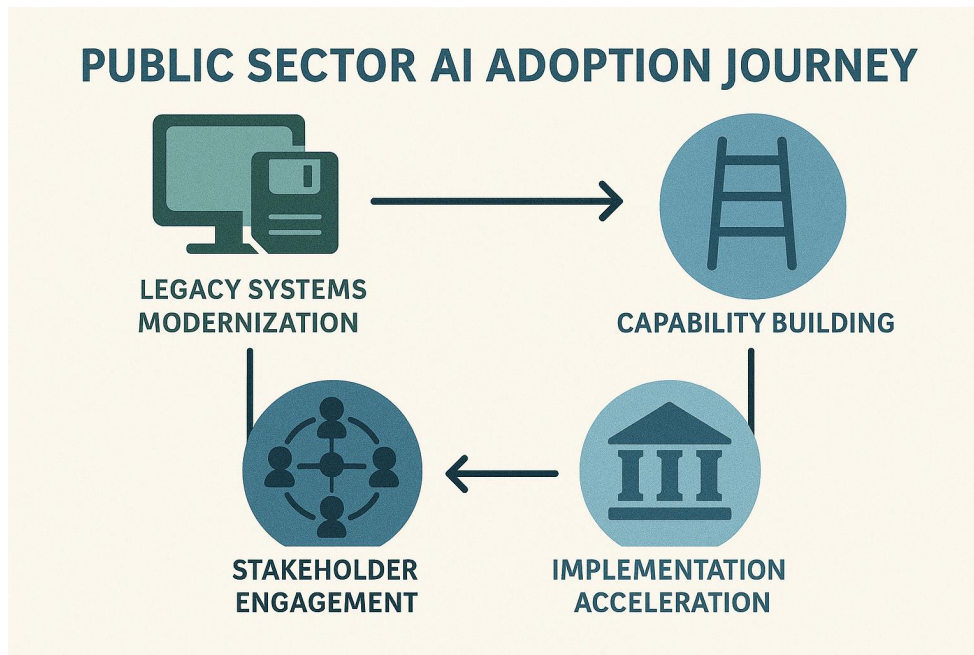 PUBLIC SECTOR AI ADOPTION JOURNEY
LEGACY SYSTEMS
MODERNIZATION
CAPABILITY BUILDING
STAKEHOLDER
ENGAGEMENT
IMPLEMENTATION
ACCELERATION